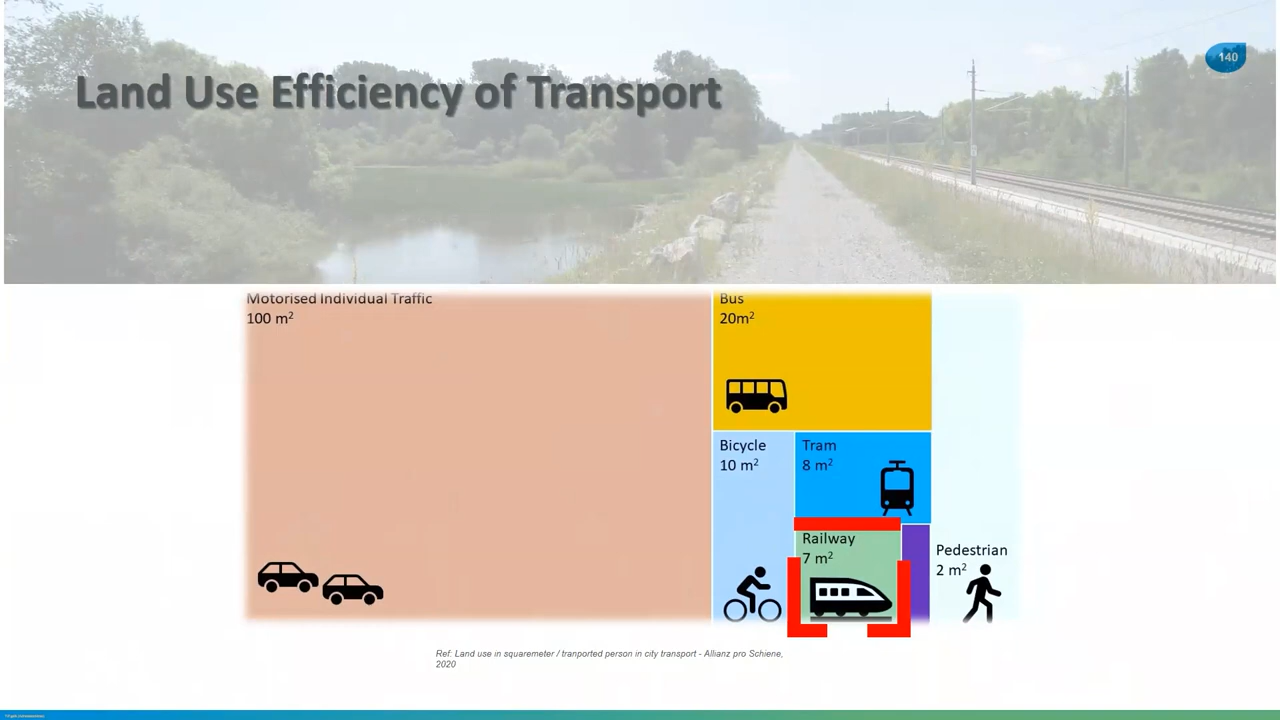 140
Land Use Efficiency of Transport
Motorised Individual Traffic
100 m²
Bus
20m²
Bicycle
10 m²
Tram
8 m²
Railway
7 m²
Pedestrian
2 m²
Ref: Land use in squaremeter / tranported person in city transport - Allianz pro Schiene,
2020